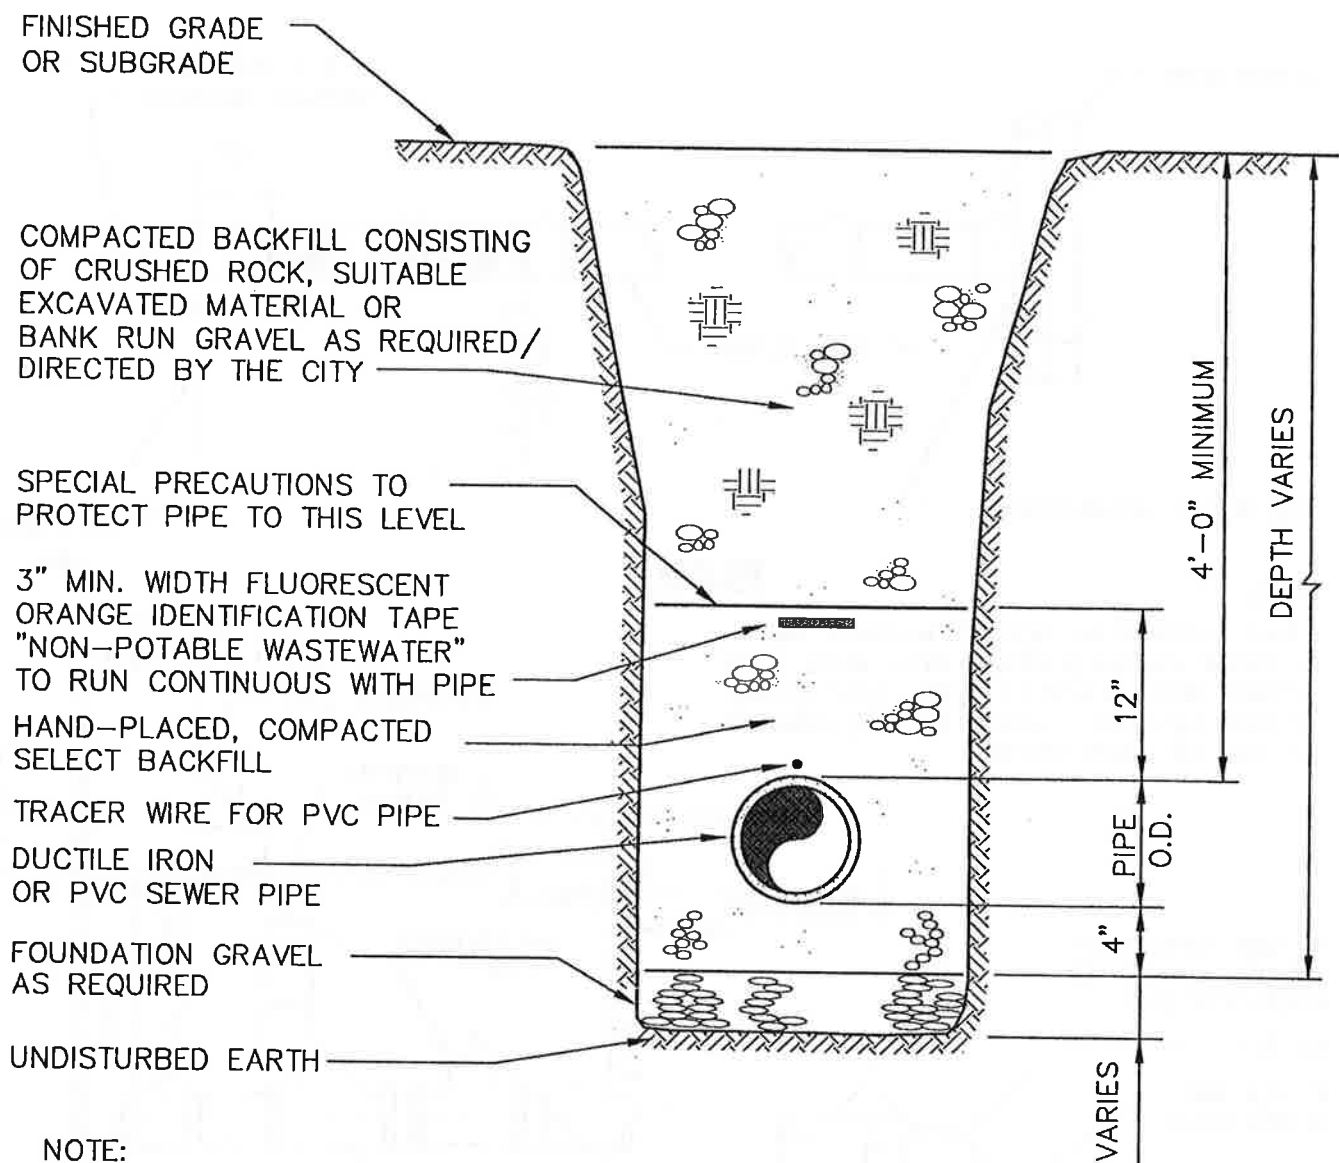 FINISHED GRADE
OR SUBGRADE
COMPACTED BACKFILL CONSISTING
OF CRUSHED ROCK, SUITABLE
EXCAVATED MATERIAL OR
BANK RUN GRAVEL AS REQUIRED/
DIRECTED BY THE CITY
SPECIAL PRECAUTIONS TO
PROTECT PIPE TO THIS LEVEL
3" MIN. WIDTH FLUORESCENT
ORANGE IDENTIFICATION TAPE
"NON-POTABLE WASTEWATER"
TO RUN CONTINUOUS WITH PIPE
HAND-PLACED, COMPACTED
SELECT BACKFILL
TRACER WIRE FOR PVC PIPE
DUCTILE IRON
OR PVC SEWER PIPE
FOUNDATION GRAVEL
AS REQUIRED
UNDISTURBED EARTH
NOTE:
4'-0" MINIMUM
DEPTH VARIES
12"
PIPE
O.D.
4"
VARIES